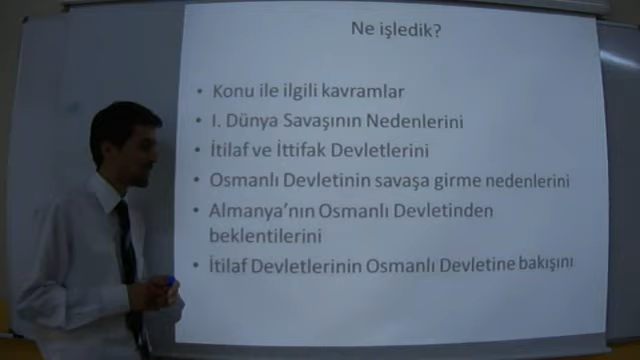 Ne işledik?
• Konu ile ilgili kavramlar
• I. Dünya Savaşının Nedenlerini
• İtilaf ve İttifak Devletlerini
• Osmanlı Devletinin savaşa girme nedenlerini
• Almanya'nın Osmanlı Devletinden
beklentilerini
• İtilaf Devletlerinin Osmanlı Devletine bakışını